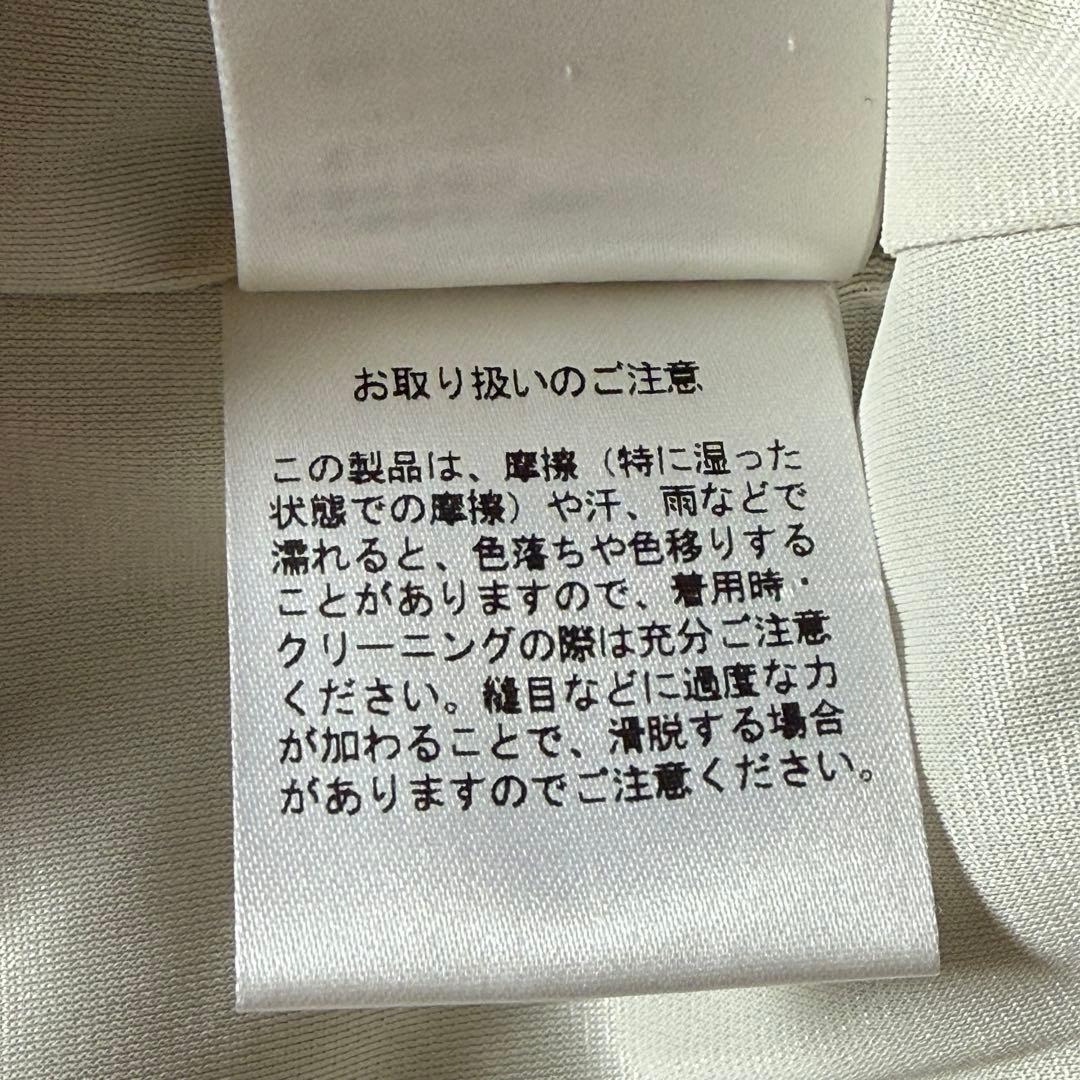 お取り扱いのご注意
この製品は、摩擦（特に湿った
状態での摩擦）や汗、雨などで
濡れると、色落ちや色移りする
ことがありますので、着用時・
クリーニングの際は充分ご注意
ください。縫目などに過度な力
が加わることで、滑脱する場合
がありますのでご注意ください。